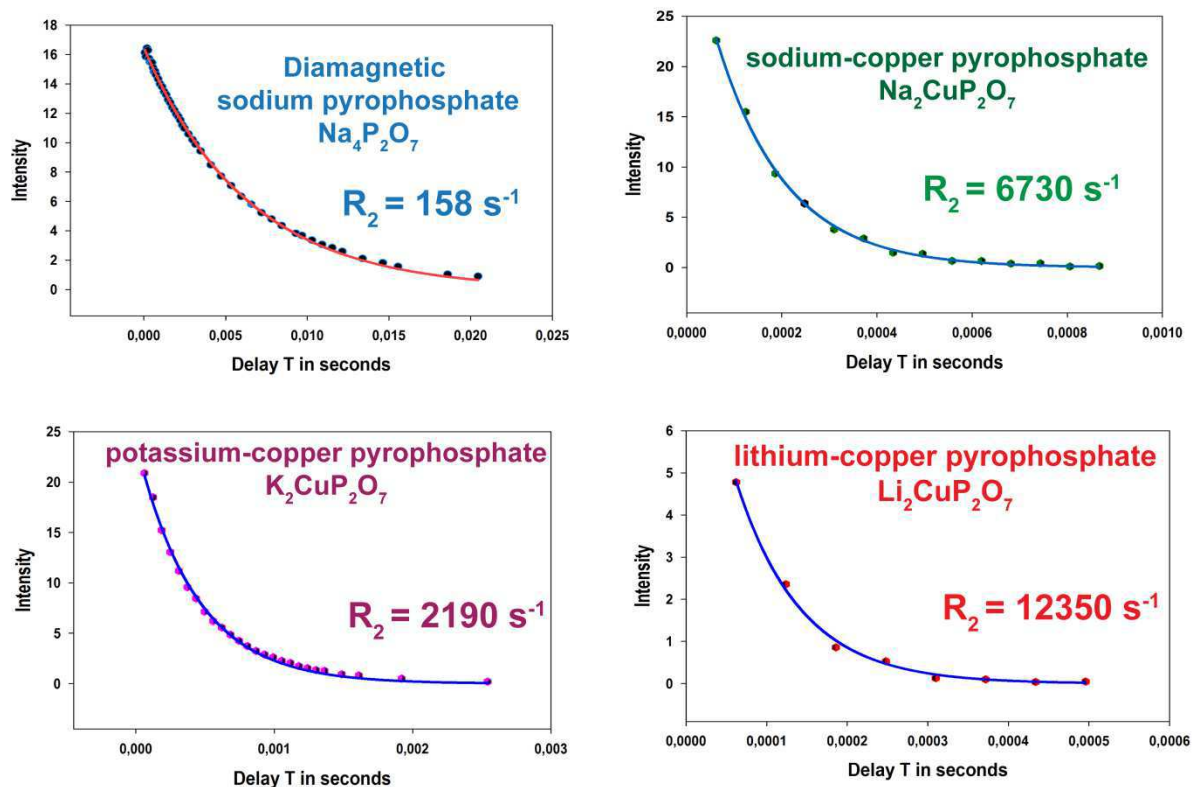 18
16
14
12
10
8
6
4
2
0
Intensity
Diamagnetic
sodium pyrophosphate
Na₄P₂O₇
R₂ = 158 s⁻¹
0,000 0,005 0,010 0,015 0,020 0,025
Delay T in seconds
25
20
15
10
5
0
Intensity
sodium-copper pyrophosphate
Na₂CuP₂O₇
R₂ = 6730 s⁻¹
0,0000 0,0002 0,0004 0,0006 0,0008 0,0010
Delay T in seconds
25
20
15
10
5
0
Intensity
potassium-copper pyrophosphate
K₂CuP₂O₇
R₂ = 2190 s⁻¹
0,000 0,001 0,002 0,003
Delay T in seconds
6
5
4
3
2
1
0
Intensity
lithium-copper pyrophosphate
Li₂CuP₂O₇
R₂ = 12350 s⁻¹
0,0000 0,0001 0,0002 0,0003 0,0004 0,0005 0,0006
Delay T in seconds